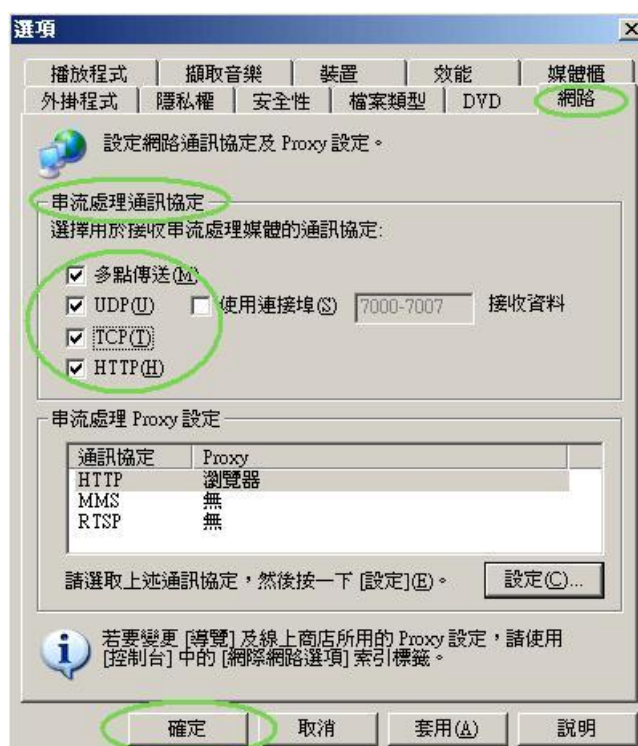 選項
播放程式 擷取音樂 裝置 效能 媒體櫃
外掛程式 隱私權 安全性 檔案類型 DVD 網路
設定網路通訊協定及 Proxy 設定。
串流處理通訊協定
選擇用於接收串流處理媒體的通訊協定:
多點傳送(M)
UDP(U) 使用連接埠(S) 7000-7007 接收資料
TCP(T)
HTTP(H)
串流處理 Proxy 設定
通訊協定 Proxy
HTTP 瀏覽器
MMS 無
RTSP 無
請選取上述通訊協定，然後按一下 [設定](E)。 設定(C)...
若要變更 [導覽] 及線上商店所用的 Proxy 設定，請使用
[控制台] 中的 [網際網路選項] 索引標籤。
確定 取消 套用(A) 說明